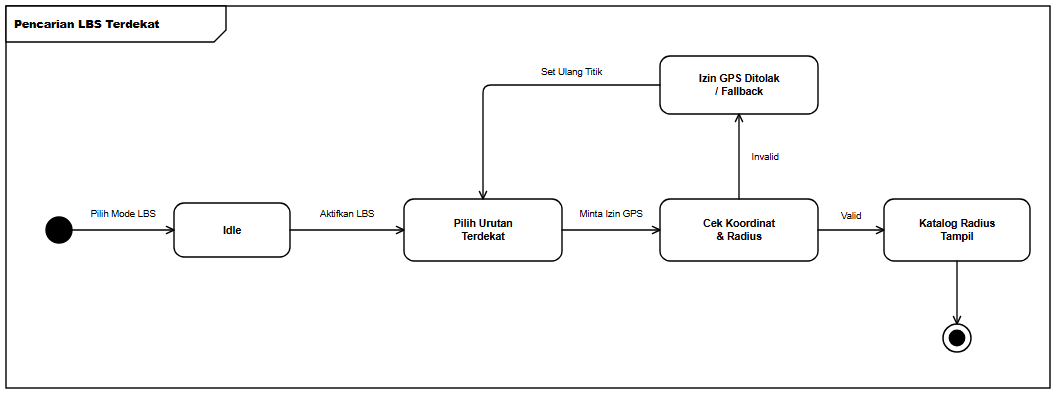 Pencarian LBS Terdekat
Set Ulang Titik
Izin GPS Ditolak
/ Fallback
Invalid
Pilih Mode LBS
Idle
Aktifkan LBS
Pilih Urutan
Terdekat
Minta Izin GPS
Cek Koordinat
& Radius
Valid
Katalog Radius
Tampil